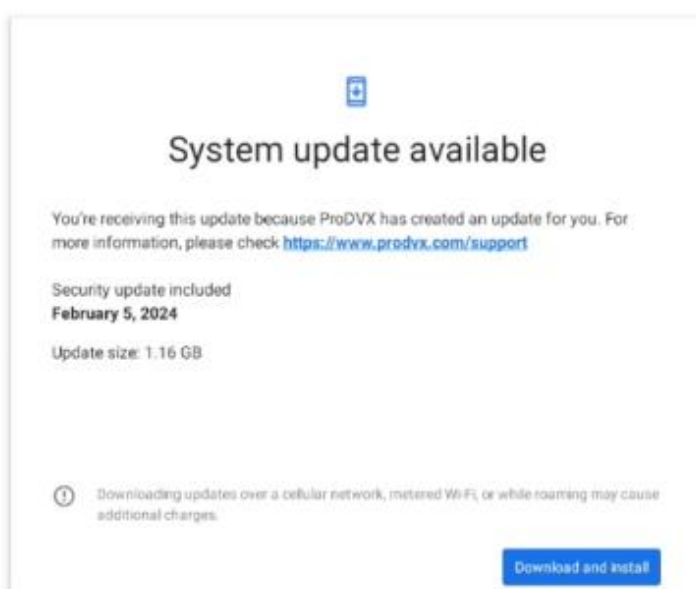 System update available
You're receiving this update because ProDVX has created an update for you. For
more information, please check https://www.prodvx.com/support
Security update included
February 5, 2024
Update size: 1.16 GB
Downloading updates over a cellular network, metered Wi-Fi, or while roaming may cause
additional charges.
Download and install